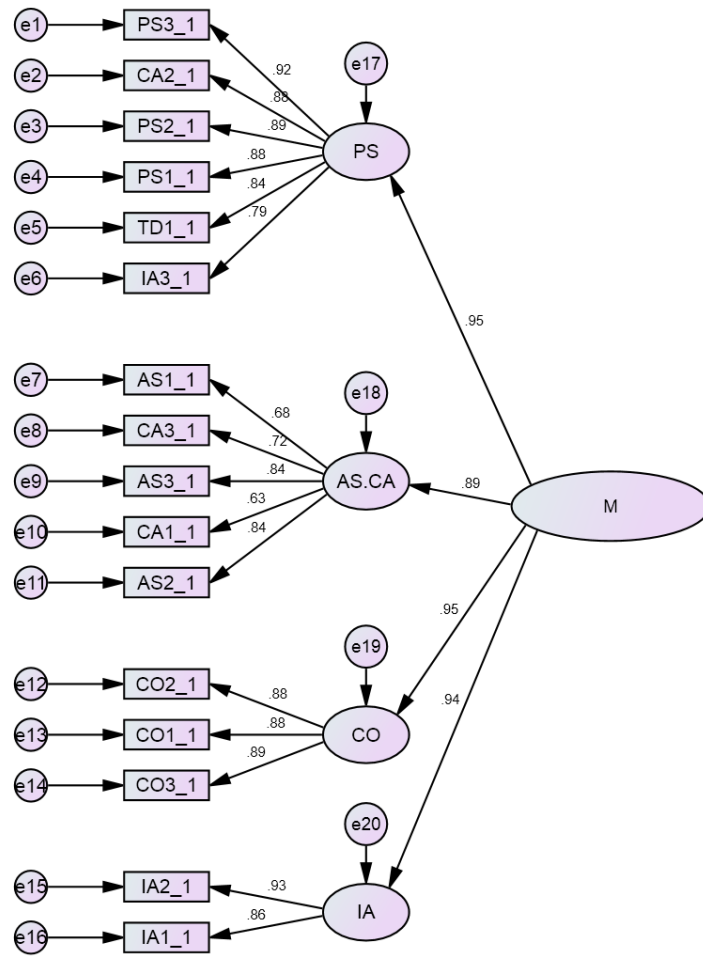 e1 PS3_1
.92
e17
e2 CA2_1
.88
e3 PS2_1
.89
PS
e4 PS1_1
.88
e5 TD1_1
.84
e6 IA3_1
.79
.95
e7 AS1_1
.68
e18
e8 CA3_1
.72
e9 AS3_1
.84
AS.CA
.89
M
e10 CA1_1
.63
e11 AS2_1
.84
.95
e19
e12 CO2_1
.88
e13 CO1_1
.88
CO
.94
e14 CO3_1
.89
e20
e15 IA2_1
.93
IA
e16 IA1_1
.86